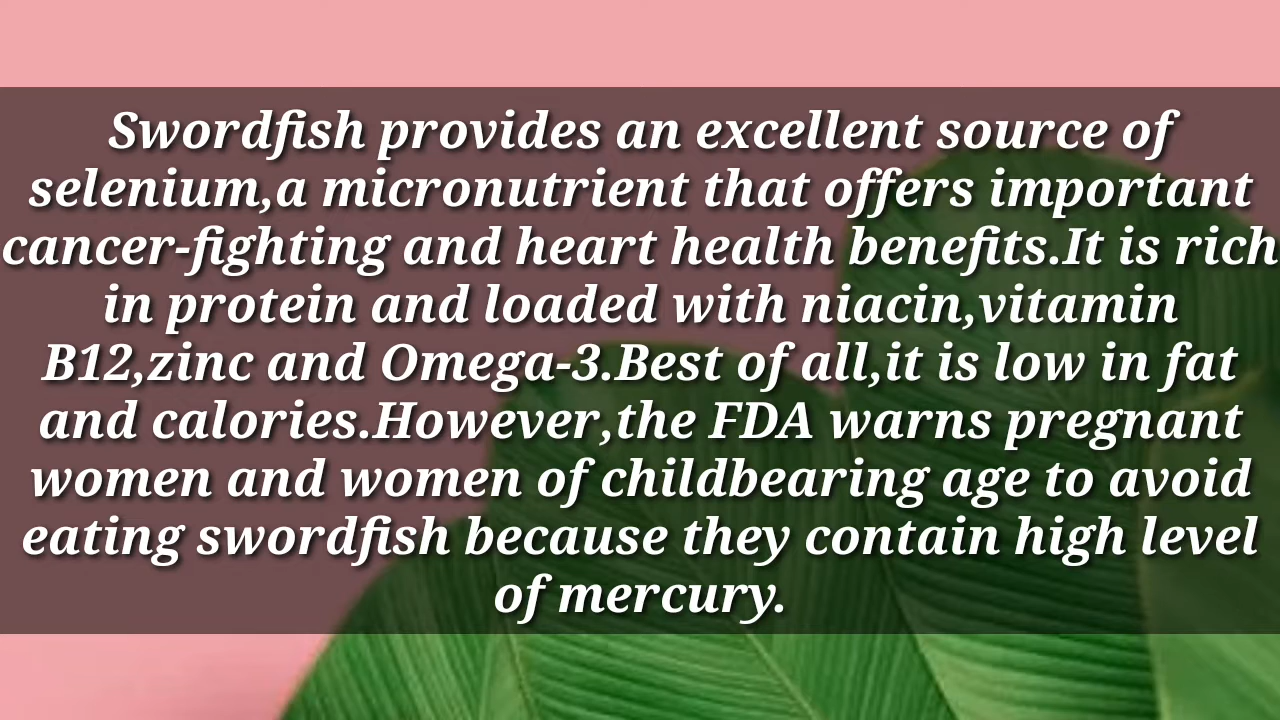 Swordfish provides an excellent source of
selenium,a micronutrient that offers important
cancer-fighting and heart health benefits.It is rich
in protein and loaded with niacin,vitamin
B12,zinc and Omega-3.Best of all,it is low in fat
and calories.However,the FDA warns pregnant
women and women of childbearing age to avoid
eating swordfish because they contain high level
of mercury.